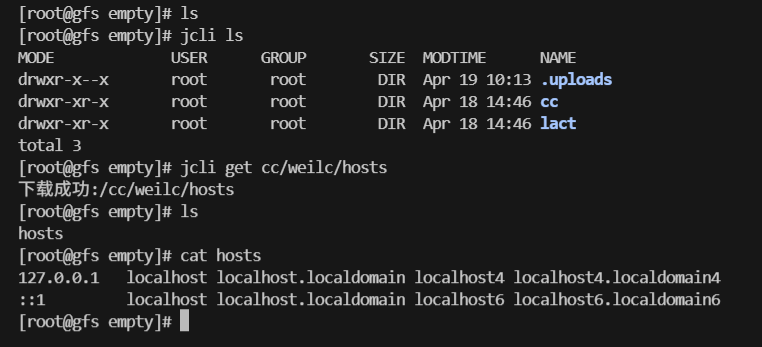 [root@gfs empty]# ls
[root@gfs empty]# jcli ls
MODE USER GROUP SIZE MODTIME NAME
drwxr-x--x root root DIR Apr 19 10:13 .uploads
drwxr-xr-x root root DIR Apr 18 14:46 cc
drwxr-xr-x root root DIR Apr 18 14:46 lact
total 3
[root@gfs empty]# jcli get cc/weilc/hosts
下载成功:/cc/weilc/hosts
[root@gfs empty]# ls
hosts
[root@gfs empty]# cat hosts
127.0.0.1 localhost localhost.localdomain localhost4 localhost4.localdomain4
::1 localhost localhost.localdomain localhost6 localhost6.localdomain6
[root@gfs empty]#